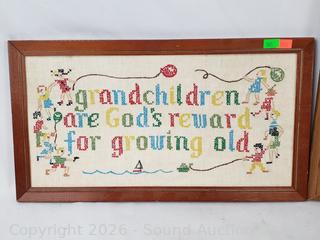 grandchildren
are God's reward
for growing old
Copyright 2026 - Sound Auction